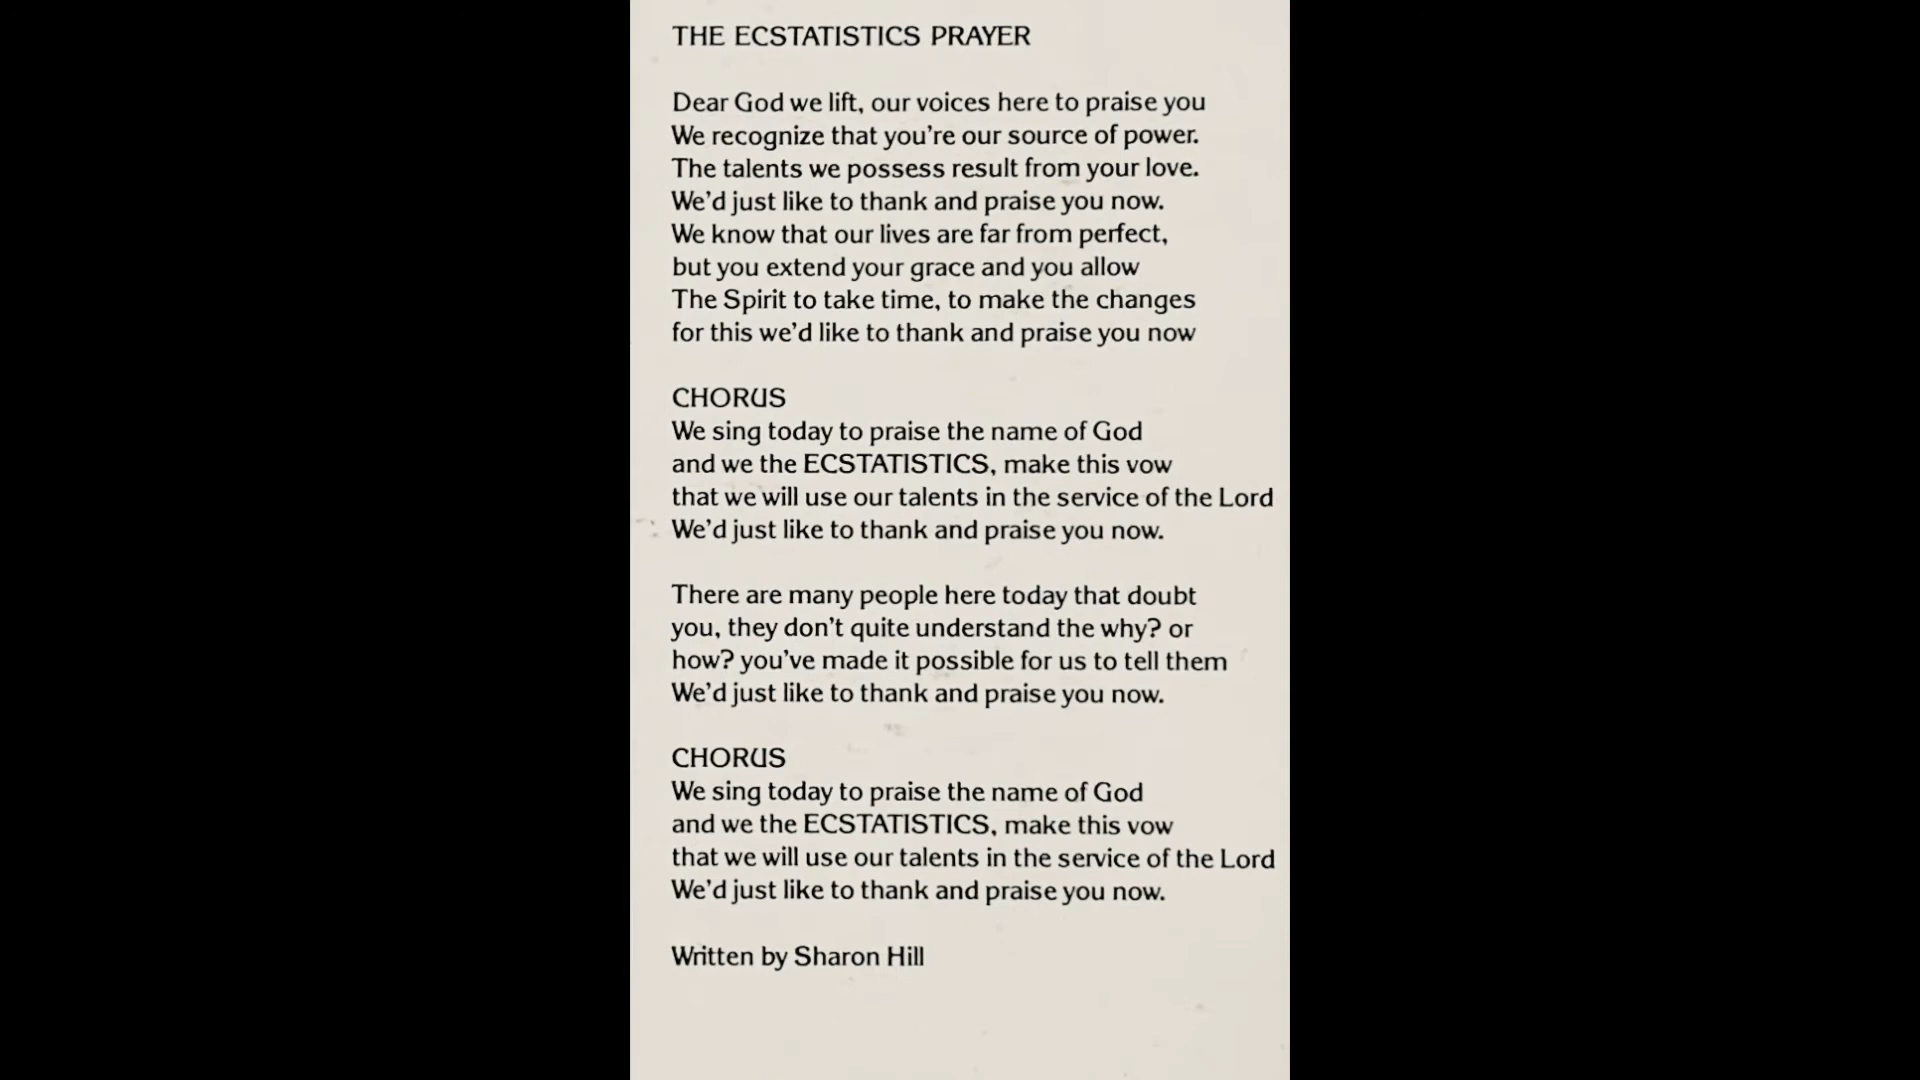 THE ECSTATISTICS PRAYER
Dear God we lift, our voices here to praise you
We recognize that you're our source of power.
The talents we possess result from your love.
We'd just like to thank and praise you now.
We know that our lives are far from perfect,
but you extend your grace and you allow
The Spirit to take time, to make the changes
for this we'd like to thank and praise you now
CHORUS
We sing today to praise the name of God
and we the ECSTATISTICS, make this vow
that we will use our talents in the service of the Lord
We'd just like to thank and praise you now.
There are many people here today that doubt
you, they don't quite understand the why? or
how? you've made it possible for us to tell them
We'd just like to thank and praise you now.
CHORUS
We sing today to praise the name of God
and we the ECSTATISTICS, make this vow
that we will use our talents in the service of the Lord
We'd just like to thank and praise you now.
Written by Sharon Hill